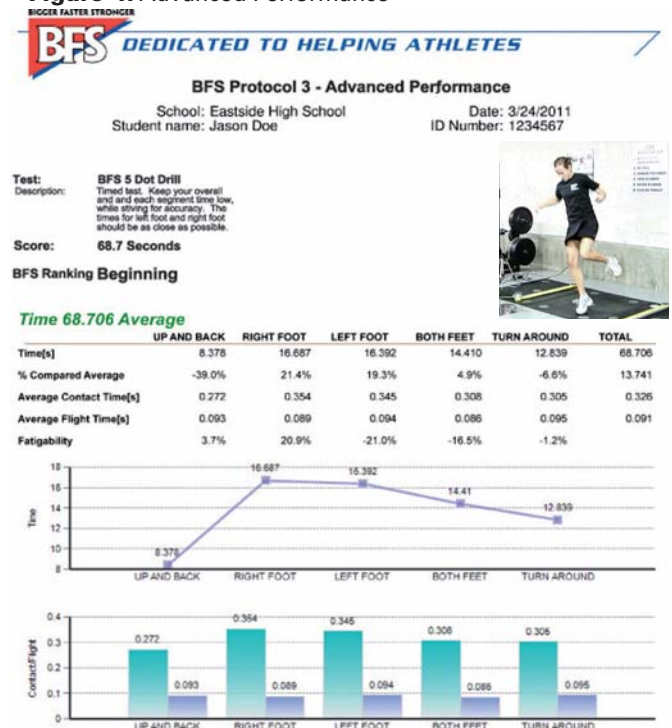 Figure 4. Advanced Performance
BIGGER FASTER STRONGER
BFS DEDICATED TO HELPING ATHLETES
BFS Protocol 3 - Advanced Performance
School: Eastside High School Date: 3/24/2011
Student name: Jason Doe ID Number: 1234567
Test: BFS 5 Dot Drill
Description: Timed test. Keep your overall
and and each segment time low,
while stiving for accuracy. The
times for left foot and right foot
should be as close as possible.
Score: 68.7 Seconds
BFS Ranking Beginning
Time 68.706 Average
UP AND BACK RIGHT FOOT LEFT FOOT BOTH FEET TURN AROUND TOTAL
Time[s] 8.378 16.687 16.392 14.410 12.839 68.706
% Compared Average -39.0% 21.4% 19.3% 4.9% -6.6% 13.741
Average Contact Time[s] 0.272 0.354 0.345 0.308 0.305 0.326
Average Flight Time[s] 0.093 0.089 0.094 0.086 0.095 0.091
Fatigability 3.7% 20.9% -21.0% -16.5% -1.2%
18
16
14
12
10
8
Time
8.378 16.687 16.392 14.41 12.839
UP AND BACK RIGHT FOOT LEFT FOOT BOTH FEET TURN AROUND
0.4
0.3
0.2
0.1
0
Contact/Flight
0.272 0.093 0.354 0.089 0.345 0.094 0.308 0.086 0.305 0.095
UP AND BACK RIGHT FOOT LEFT FOOT BOTH FEET TURN AROUND